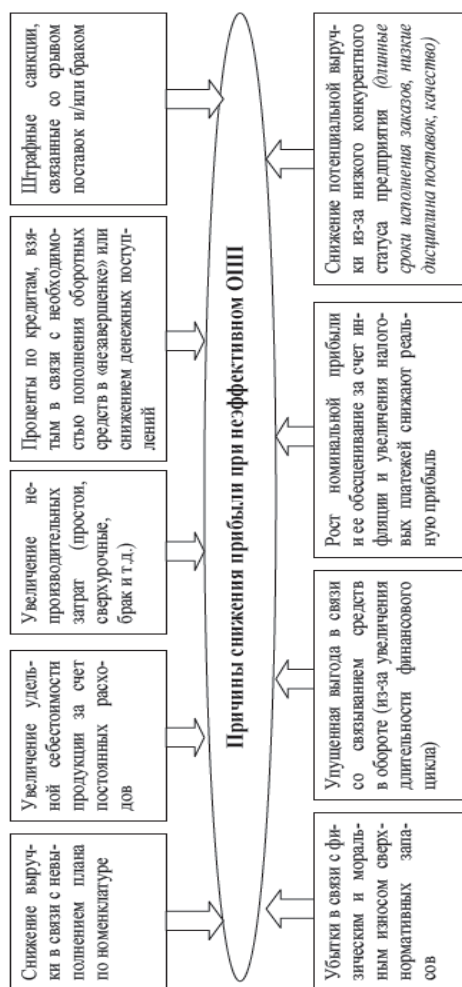 Снижение выруч-
ки в связи с невы-
полнением плана
по номенклатуре
Увеличение удель-
ной себестоимости
продукции за счет
постоянных расхо-
дов
Увеличение не-
производительных
затрат (простои,
сверхурочные,
брак и т.д.)
Проценты по кредитам, взя-
тым в связи с необходимо-
стью пополнения оборотных
средств в «незавершенке» или
снижением денежных поступ-
лений
Штрафные санкции,
связанные со срывом
поставок и/или браком
Причины снижения прибыли при неэффективном ОПП
Убытки в связи с фи-
зическим и мораль-
ным износом сверх-
нормативных запа-
сов
Упущенная выгода в связи
со связыванием средств
в обороте (из-за увеличения
длительности финансового
цикла)
Рост номинальной прибыли
и ее обесценивание за счет ин-
фляции и увеличения налого-
вых платежей снижают реаль-
ную прибыль
Снижение потенциальной выруч-
ки из-за низкого конкурентного
статуса предприятия (длинные
сроки исполнения заказов, низкие
дисциплина поставок, качество)